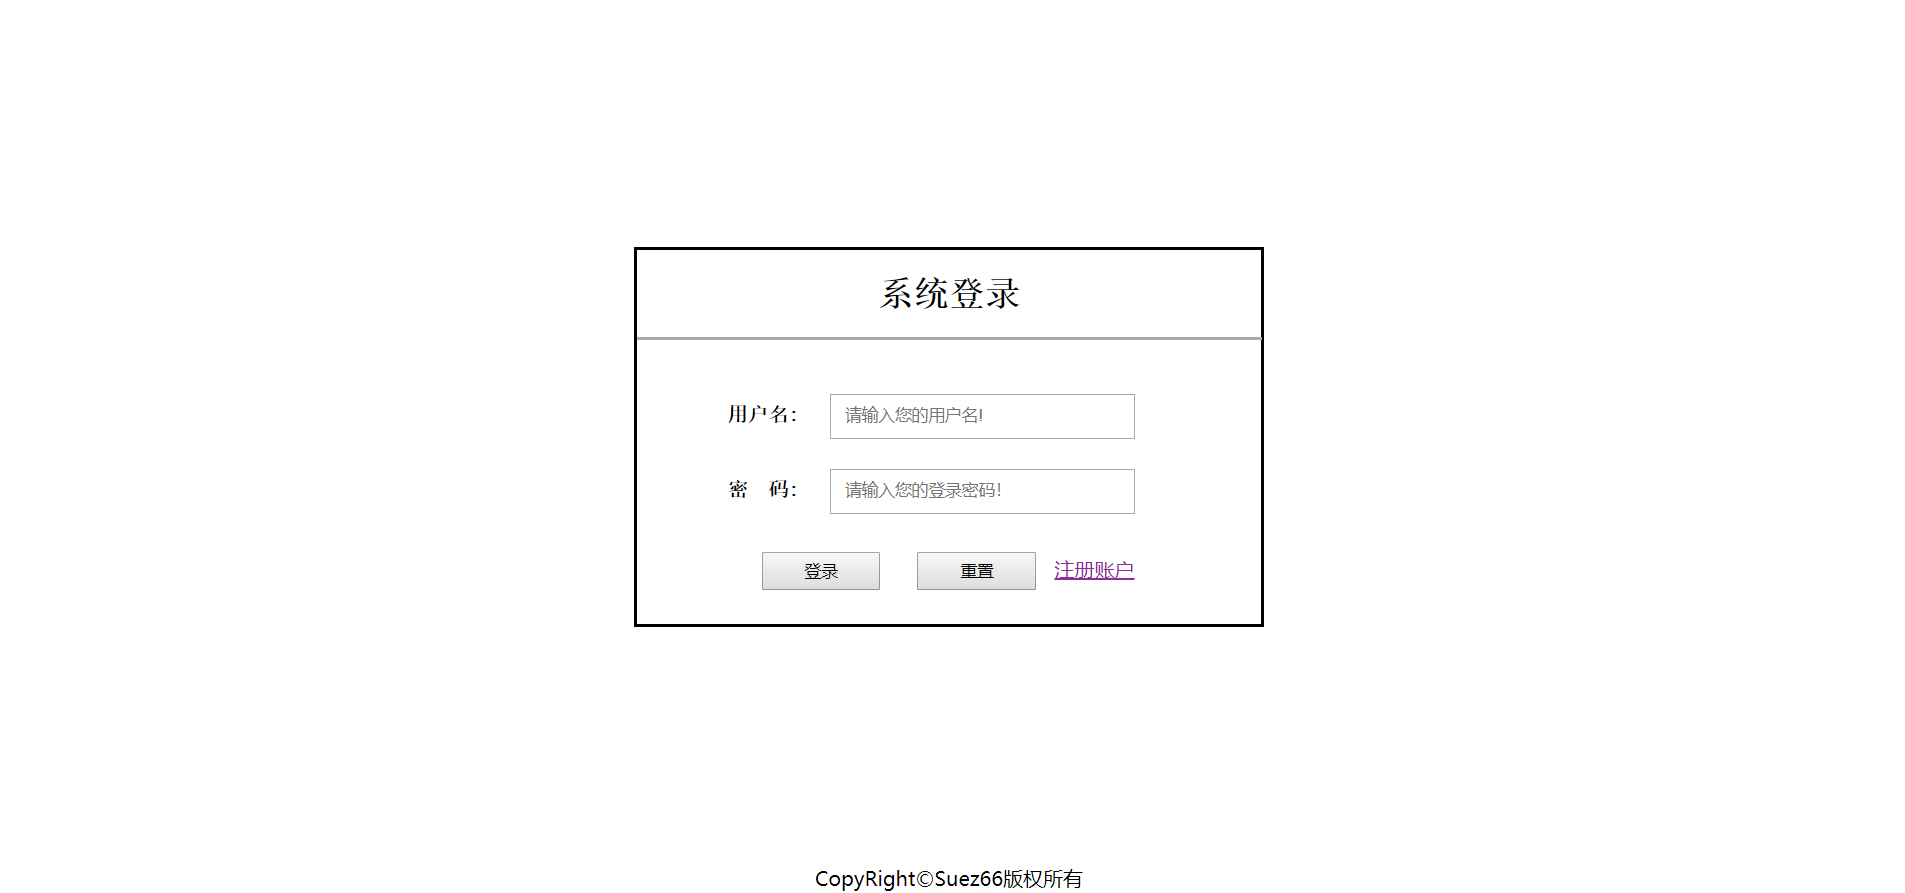 系统登录
用户名： 请输入您的用户名!
密　码： 请输入您的登录密码！
登录 重置 注册账户
CopyRight©Suez66版权所有